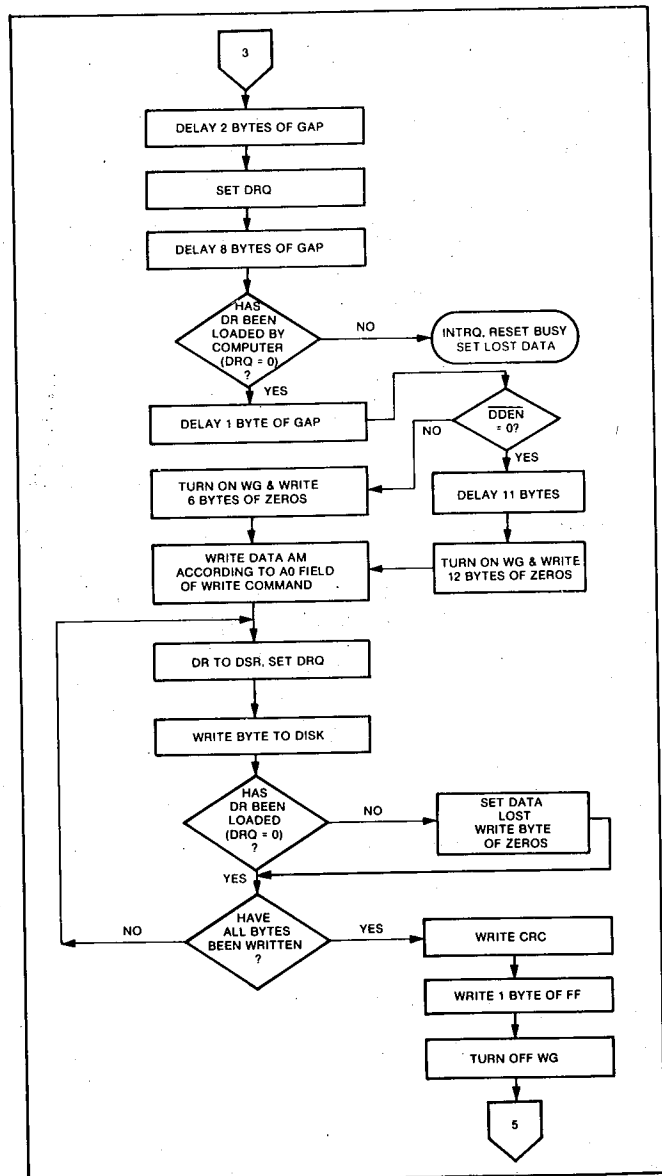 3
DELAY 2 BYTES OF GAP
SET DRQ
DELAY 8 BYTES OF GAP
HAS
DR BEEN
LOADED BY
COMPUTER
(DRQ = 0)
?
NO
INTRQ, RESET BUSY
SET LOST DATA
YES
DELAY 1 BYTE OF GAP
DDEN
= 0?
NO
YES
TURN ON WG & WRITE
6 BYTES OF ZEROS
DELAY 11 BYTES
WRITE DATA AM
ACCORDING TO A0 FIELD
OF WRITE COMMAND
TURN ON WG & WRITE
12 BYTES OF ZEROS
DR TO DSR, SET DRQ
WRITE BYTE TO DISK
HAS
DR BEEN
LOADED
(DRQ = 0)
?
NO
SET DATA
LOST
WRITE BYTE
OF ZEROS
YES
HAVE
ALL BYTES
BEEN WRITTEN
?
NO
YES
WRITE CRC
WRITE 1 BYTE OF FF
TURN OFF WG
5